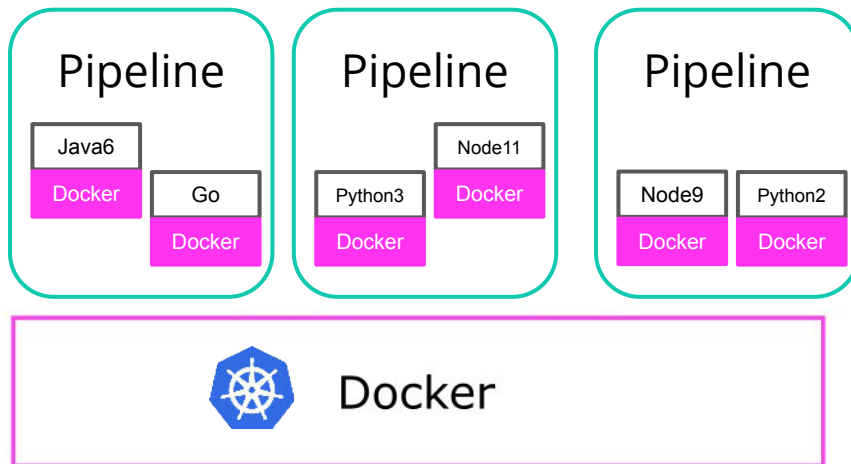 Pipeline
Java6
Docker
Go
Docker
Pipeline
Node11
Docker
Python3
Docker
Pipeline
Node9
Docker
Python2
Docker
Docker